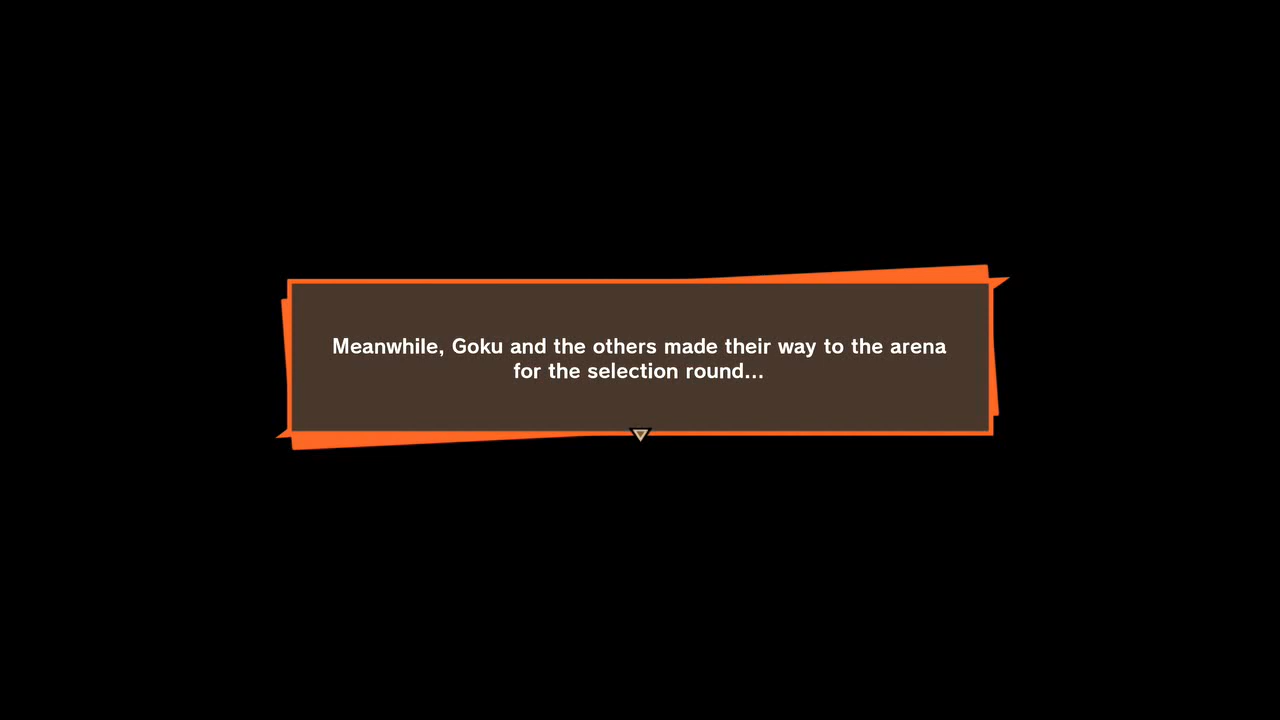 Meanwhile, Goku and the others made their way to the arena
for the selection round...